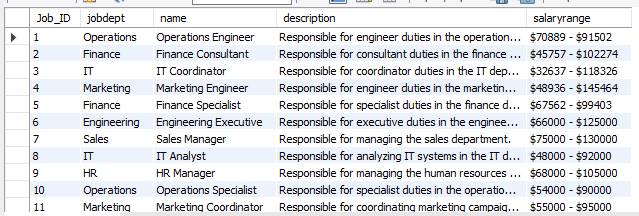 Job_ID jobdept name description salaryrange
1 Operations Operations Engineer Responsible for engineer duties in the operation... $70889 - $91502
2 Finance Finance Consultant Responsible for consultant duties in the finance ... $45757 - $102274
3 IT IT Coordinator Responsible for coordinator duties in the IT dep... $32637 - $118326
4 Marketing Marketing Engineer Responsible for engineer duties in the marketin... $48936 - $145464
5 Finance Finance Specialist Responsible for specialist duties in the finance d... $67562 - $99403
6 Engineering Engineering Executive Responsible for executive duties in the enginee... $66000 - $125000
7 Sales Sales Manager Responsible for managing the sales department. $75000 - $130000
8 IT IT Analyst Responsible for analyzing IT systems in the IT d... $48000 - $92000
9 HR HR Manager Responsible for managing the human resources ... $68000 - $105000
10 Operations Operations Specialist Responsible for specialist duties in the operatio... $54000 - $90000
11 Marketing Marketing Coordinator Responsible for coordinating marketing campaig... $55000 - $95000